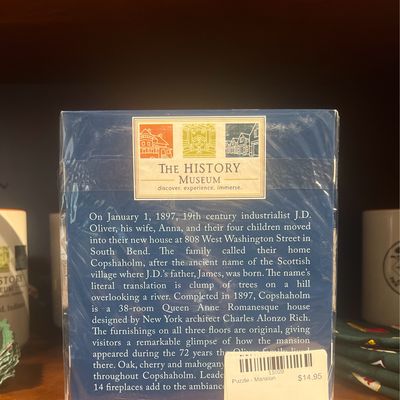 THE HISTORY
MUSEUM
discover. experience. immerse.
On January 1, 1897, 19th century industrialist J.D.
Oliver, his wife, Anna, and their four children moved
into their new house at 808 West Washington Street in
South Bend. The family called their home
Copshaholm, after the ancient name of the Scottish
village where J.D.'s father, James, was born. The name's
literal translation is clump of trees on a hill
overlooking a river. Completed in 1897, Copshaholm
is a 38-room Queen Anne Romanesque house
designed by New York architect Charles Alonzo Rich.
The furnishings on all three floors are original, giving
visitors a remarkable glimpse of how the mansion
appeared during the 72 years the
there. Oak, cherry and mahogany
throughout Copshaholm. Leade
14 fireplaces add to the ambianc
Puzzle - Mansion
$14.95